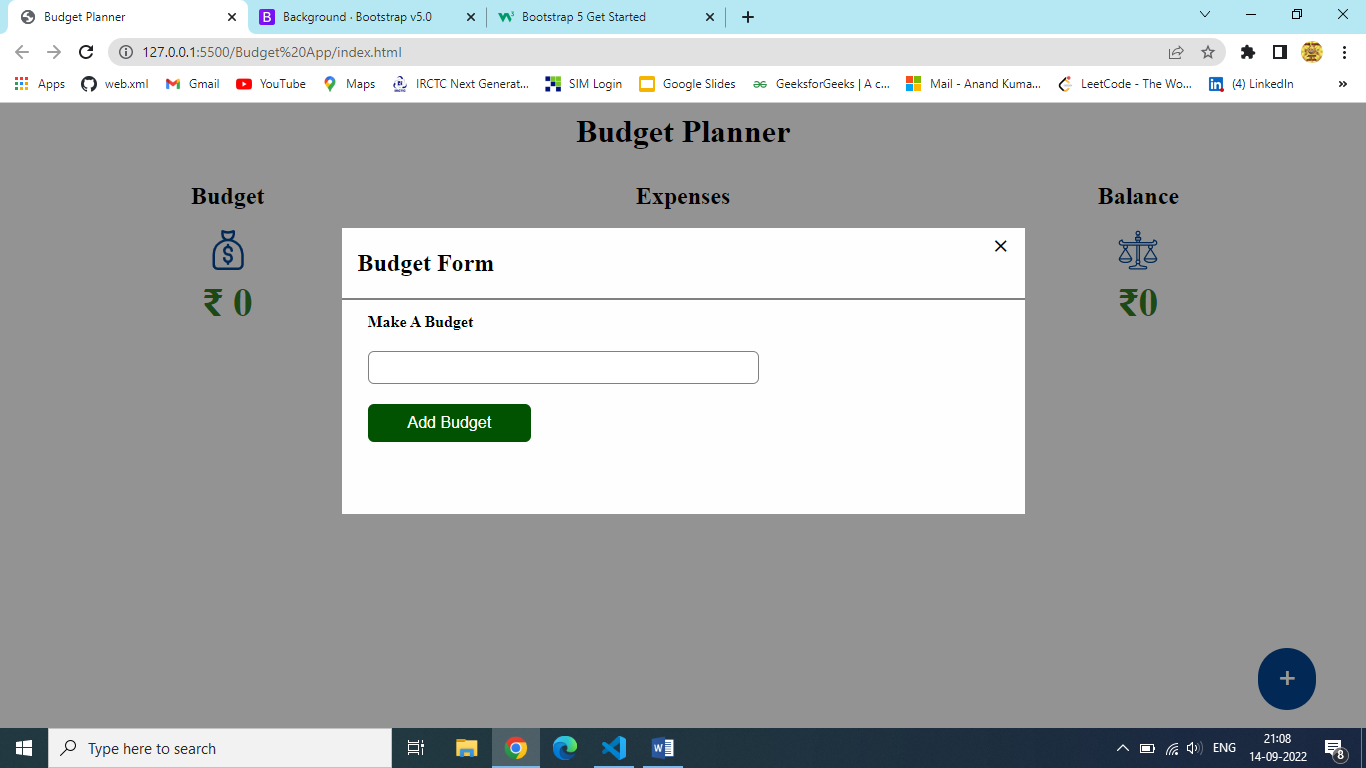 Budget Planner
Background · Bootstrap v5.0
Bootstrap 5 Get Started
127.0.0.1:5500/Budget%20App/index.html
Apps
web.xml
Gmail
YouTube
Maps
IRCTC Next Generat...
SIM Login
Google Slides
GeeksforGeeks | A c...
Mail - Anand Kuma...
LeetCode - The Wo...
(4) LinkedIn
»
Budget Planner
Budget
Expenses
Balance
₹ 0
₹0
Budget Form
Make A Budget
Add Budget
+
Type here to search
ENG
21:08
14-09-2022
8